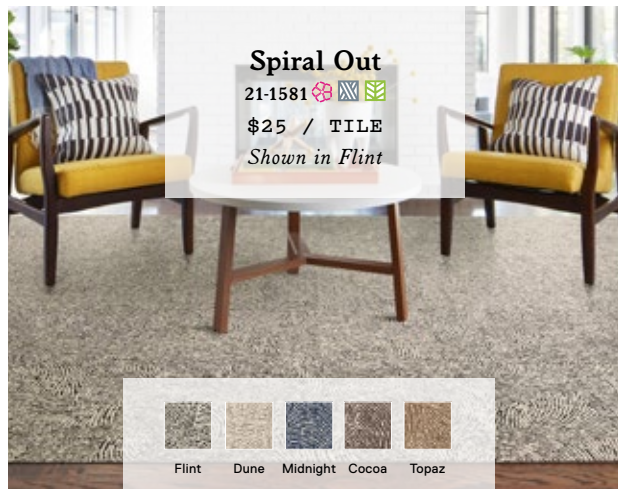 Spiral Out
21-1581
$25 / TILE
Shown in Flint
Flint Dune Midnight Cocoa Topaz